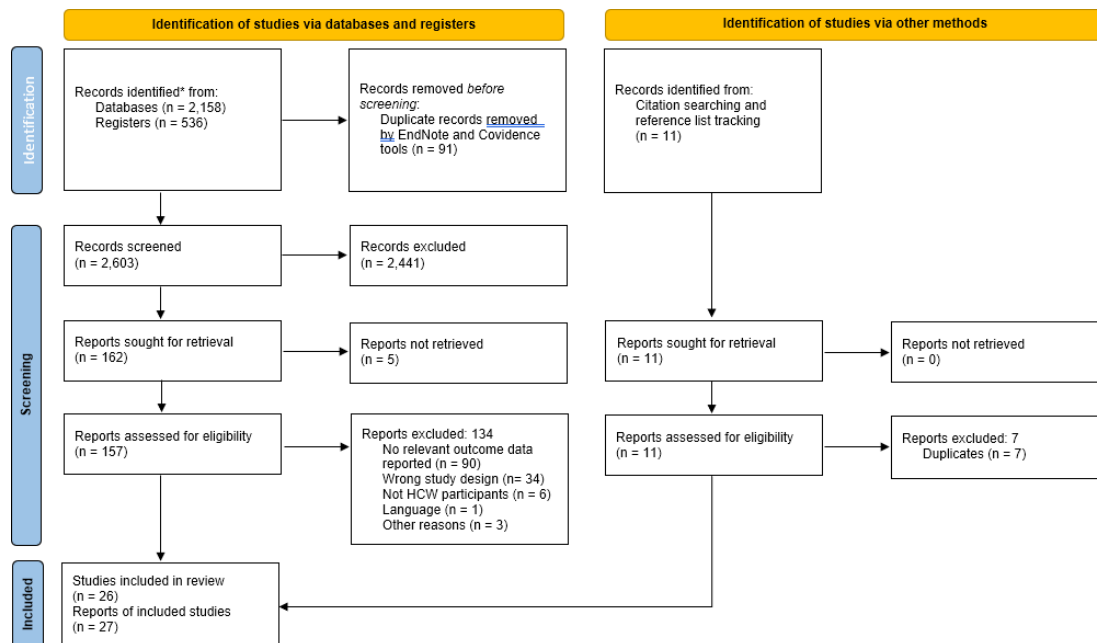 Identification of studies via databases and registers
Identification of studies via other methods
Identification
Records identified* from:
Databases (n = 2,158)
Registers (n = 536)
Records removed before
screening:
Duplicate records removed
by EndNote and Covidence
tools (n = 91)
Records identified from:
Citation searching and
reference list tracking
(n = 11)
Screening
Records screened
(n = 2,603)
Records excluded
(n = 2,441)
Reports sought for retrieval
(n = 162)
Reports not retrieved
(n = 5)
Reports sought for retrieval
(n = 11)
Reports not retrieved
(n = 0)
Reports assessed for eligibility
(n = 157)
Reports excluded: 134
No relevant outcome data
reported (n = 90)
Wrong study design (n= 34)
Not HCW participants (n = 6)
Language (n = 1)
Other reasons (n = 3)
Reports assessed for eligibility
(n = 11)
Reports excluded: 7
Duplicates (n = 7)
Included
Studies included in review
(n = 26)
Reports of included studies
(n = 27)